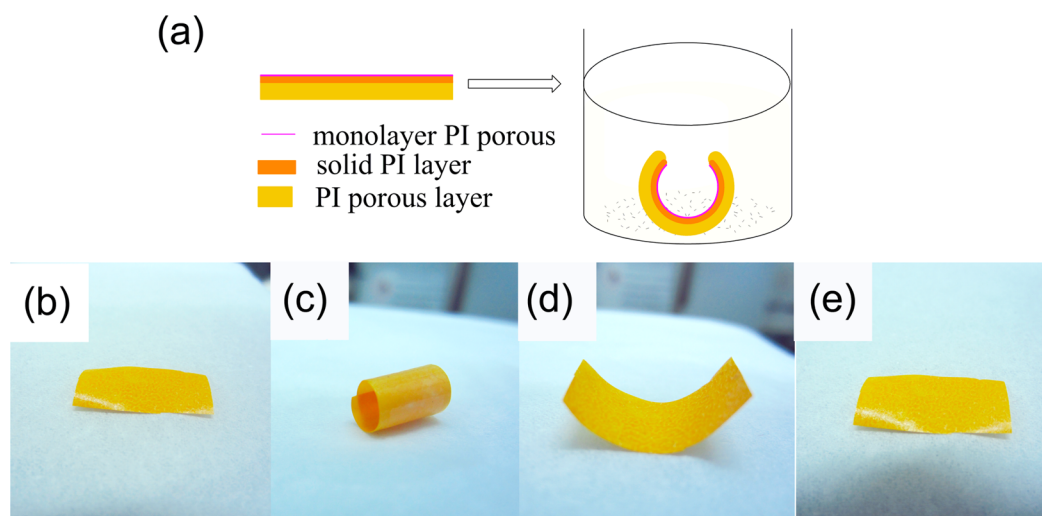 (a)
monolayer PI porous
solid PI layer
PI porous layer
(b)
(c)
(d)
(e)